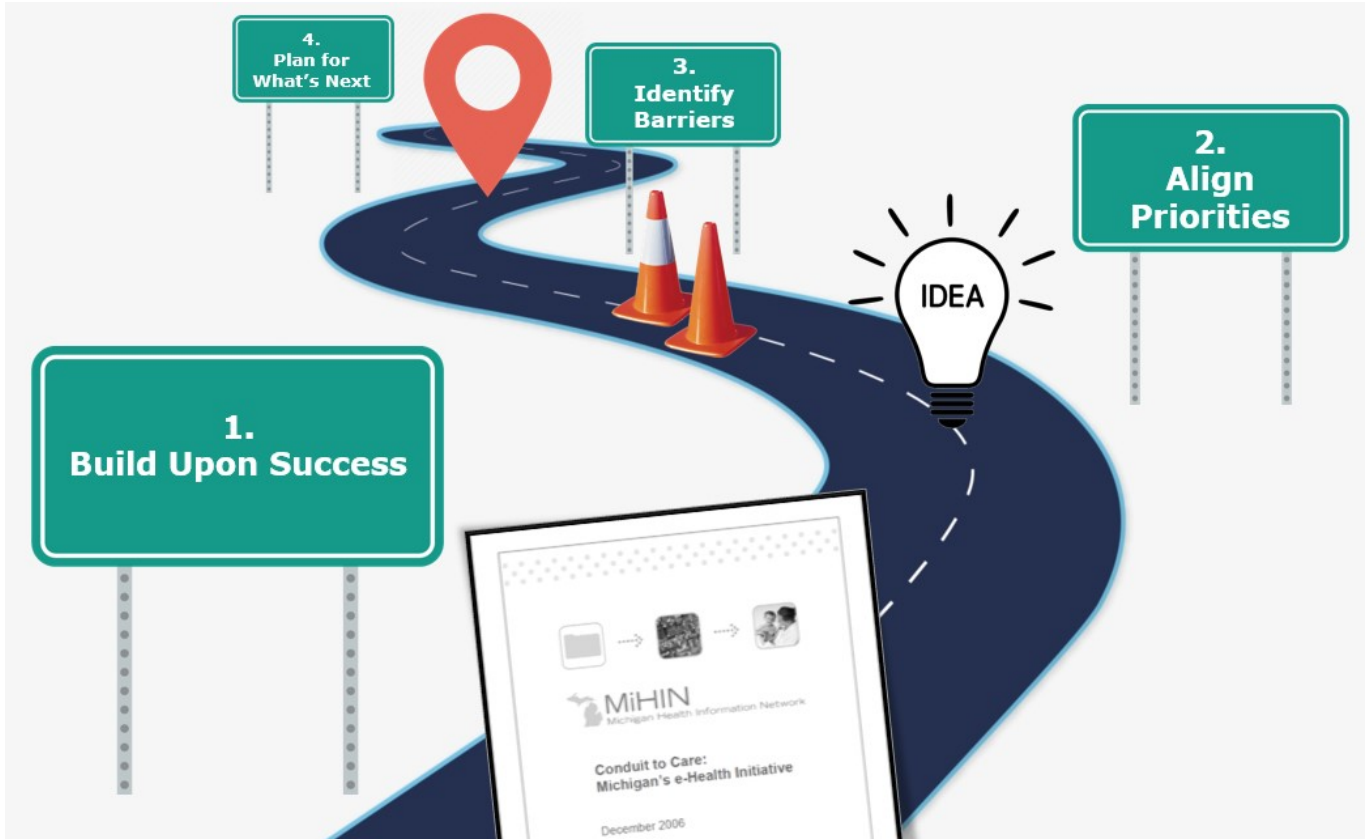 1.
Build Upon Success
2.
Align
Priorities
3.
Identify
Barriers
4.
Plan for
What's Next
IDEA
MiHIN
Michigan Health Information Network
Conduit to Care:
Michigan's e-Health Initiative
December 2006